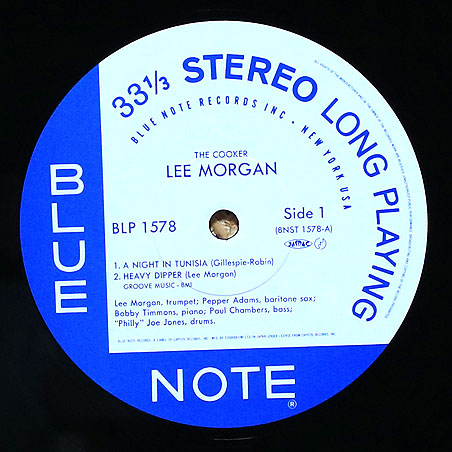 33⅓ STEREO LONG PLAYING
BLUE NOTE RECORDS INC · NEW YORK USA
THE COOKER
LEE MORGAN
BLP 1578
Side 1
(BNST 1578-A)
JASRAC
1. A NIGHT IN TUNISIA (Gillespie-Robin)
2. HEAVY DIPPER (Lee Morgan)
GROOVE MUSIC - BMI
Lee Morgan, trumpet; Pepper Adams, baritone sax;
Bobby Timmons, piano; Paul Chambers, bass;
"Philly" Joe Jones, drums.
BLUE
NOTE
®